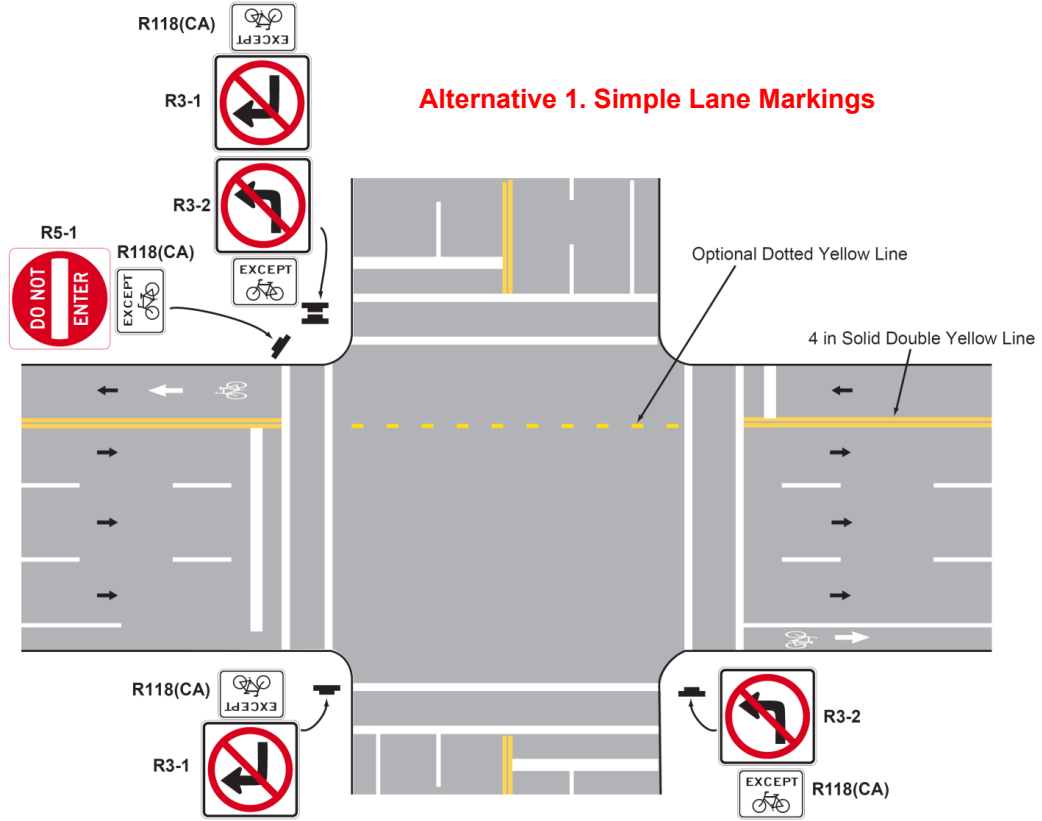 R118(CA)
EXCEPT
R3-1
Alternative 1. Simple Lane Markings
R3-2
R5-1
R118(CA)
DO NOT
ENTER
EXCEPT
EXCEPT
Optional Dotted Yellow Line
4 in Solid Double Yellow Line
R118(CA)
EXCEPT
R3-1
R3-2
EXCEPT
R118(CA)